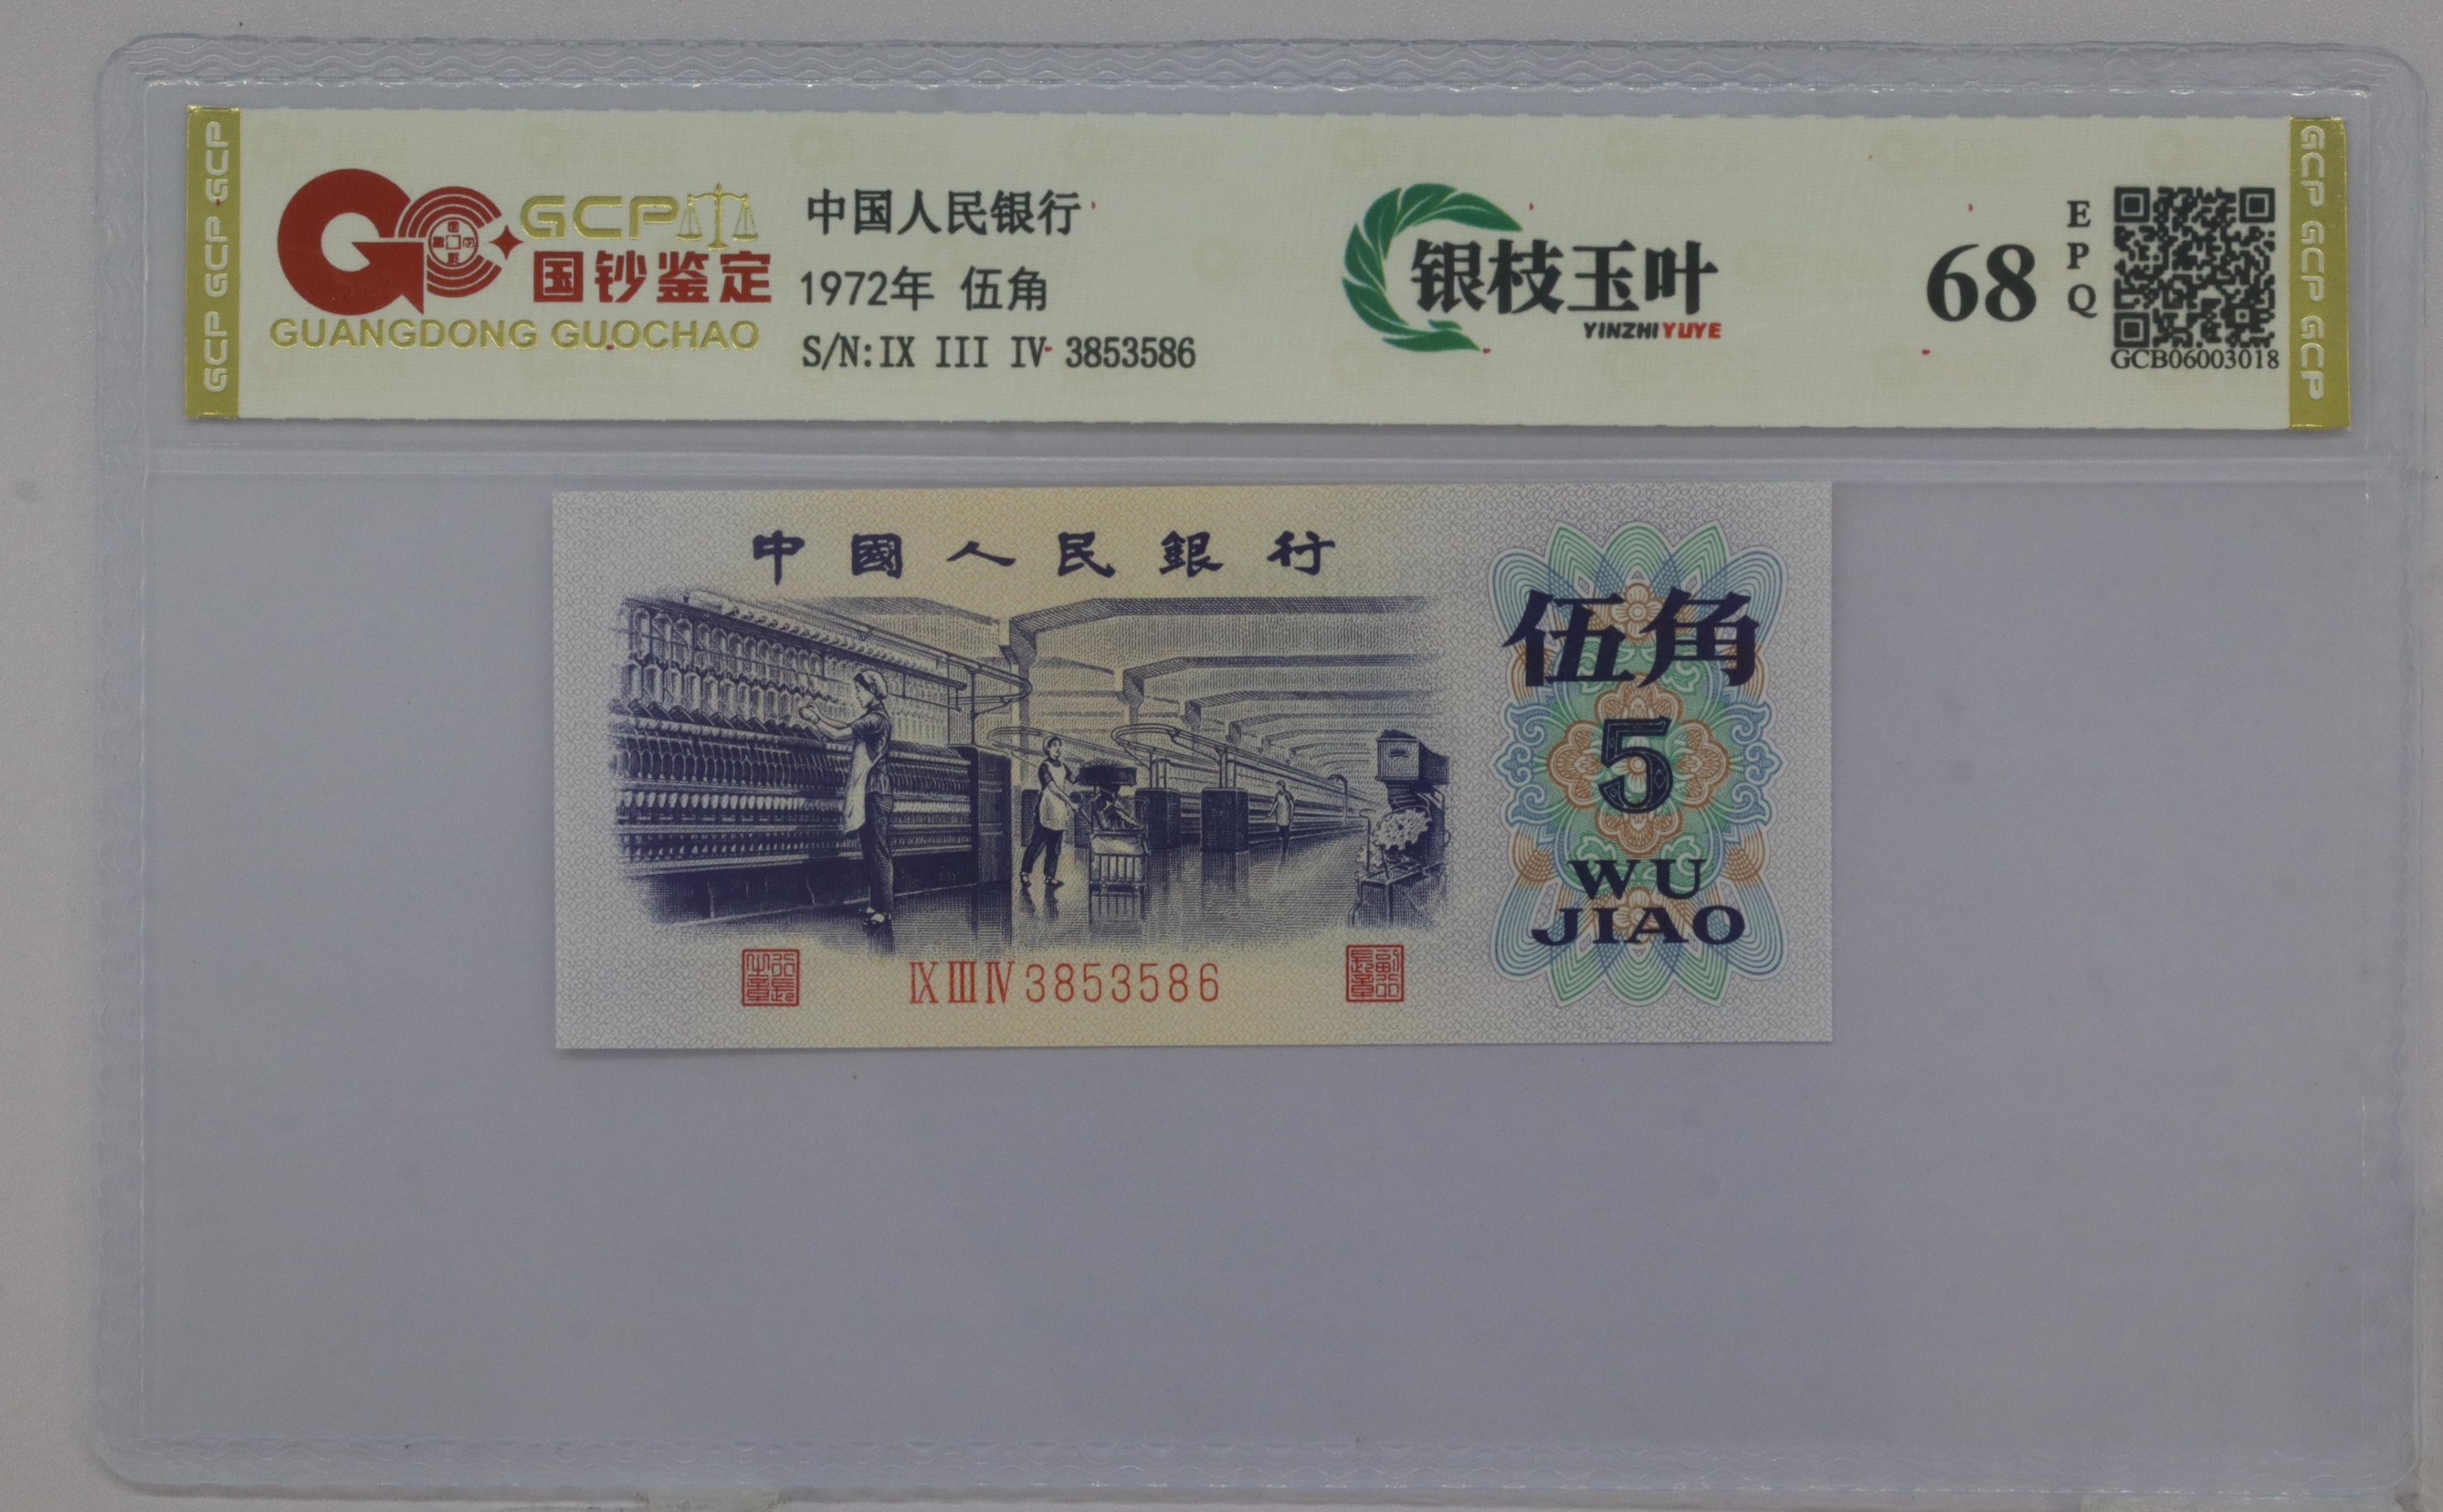 GCP GCP GCP
GCP
国钞鉴定
GUANGDONG GUOCHAO
中国人民银行
1972年 伍角
S/N:IX III IV 3853586
银枝玉叶
YINZHI YUYE
68
E
P
Q
GCB06003018
GCP GCP GCP
中國人民銀行
伍角
5
WU
JIAO
IX III IV 3853586